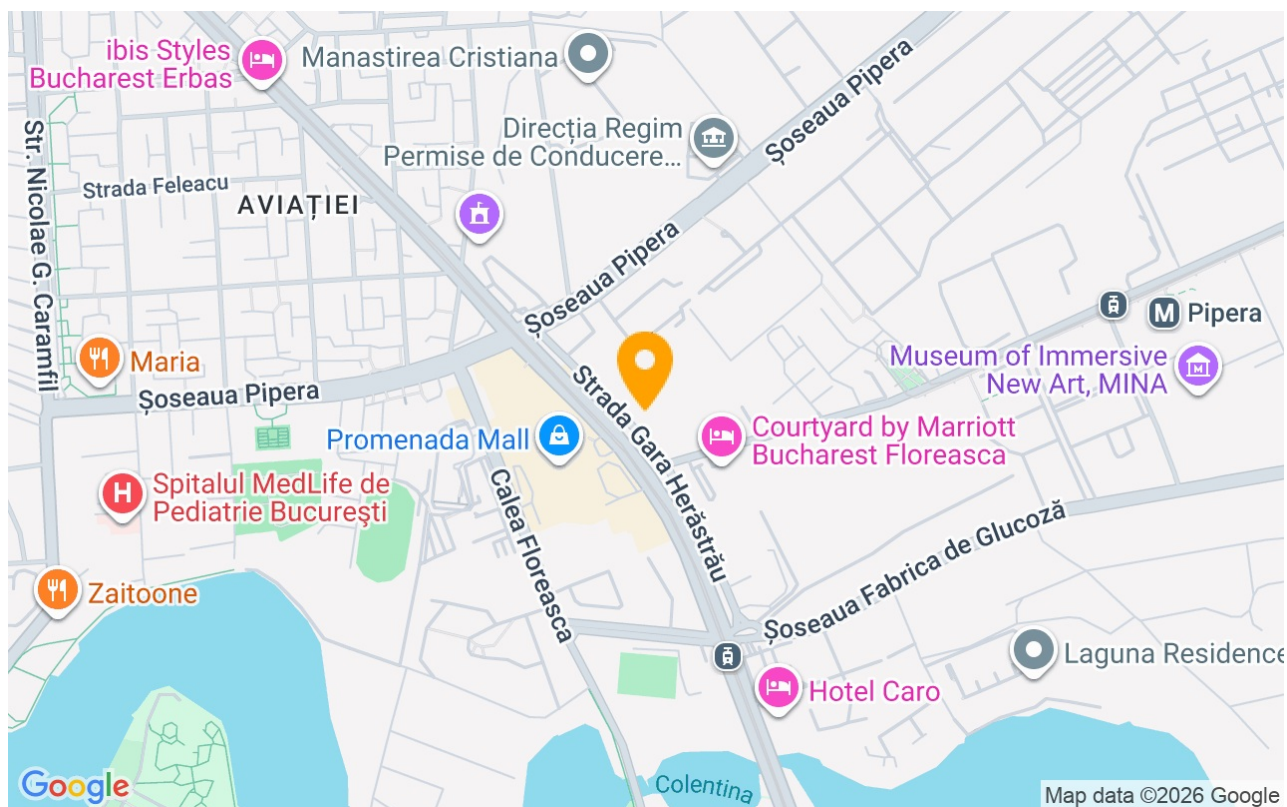 ibis Styles
Bucharest Erbas
Manastirea Cristiana
Șoseaua Pipera
Direcția Regim
Permise de Conducere...
Str. Nicolae G. Caramfil
Strada Feleacu
AVIAȚIEI
Șoseaua Pipera
M
Pipera
Maria
Șoseaua Pipera
Strada Gara Herăstrău
Museum of Immersive
New Art, MINA
Promenada Mall
Courtyard by Marriott
Bucharest Floreasca
H
Spitalul MedLife de
Pediatrie București
Calea Floreasca
Șoseaua Fabrica de Glucoză
Zaitoone
Laguna Residence
Hotel Caro
Colentina
Google
Map data ©2026 Google